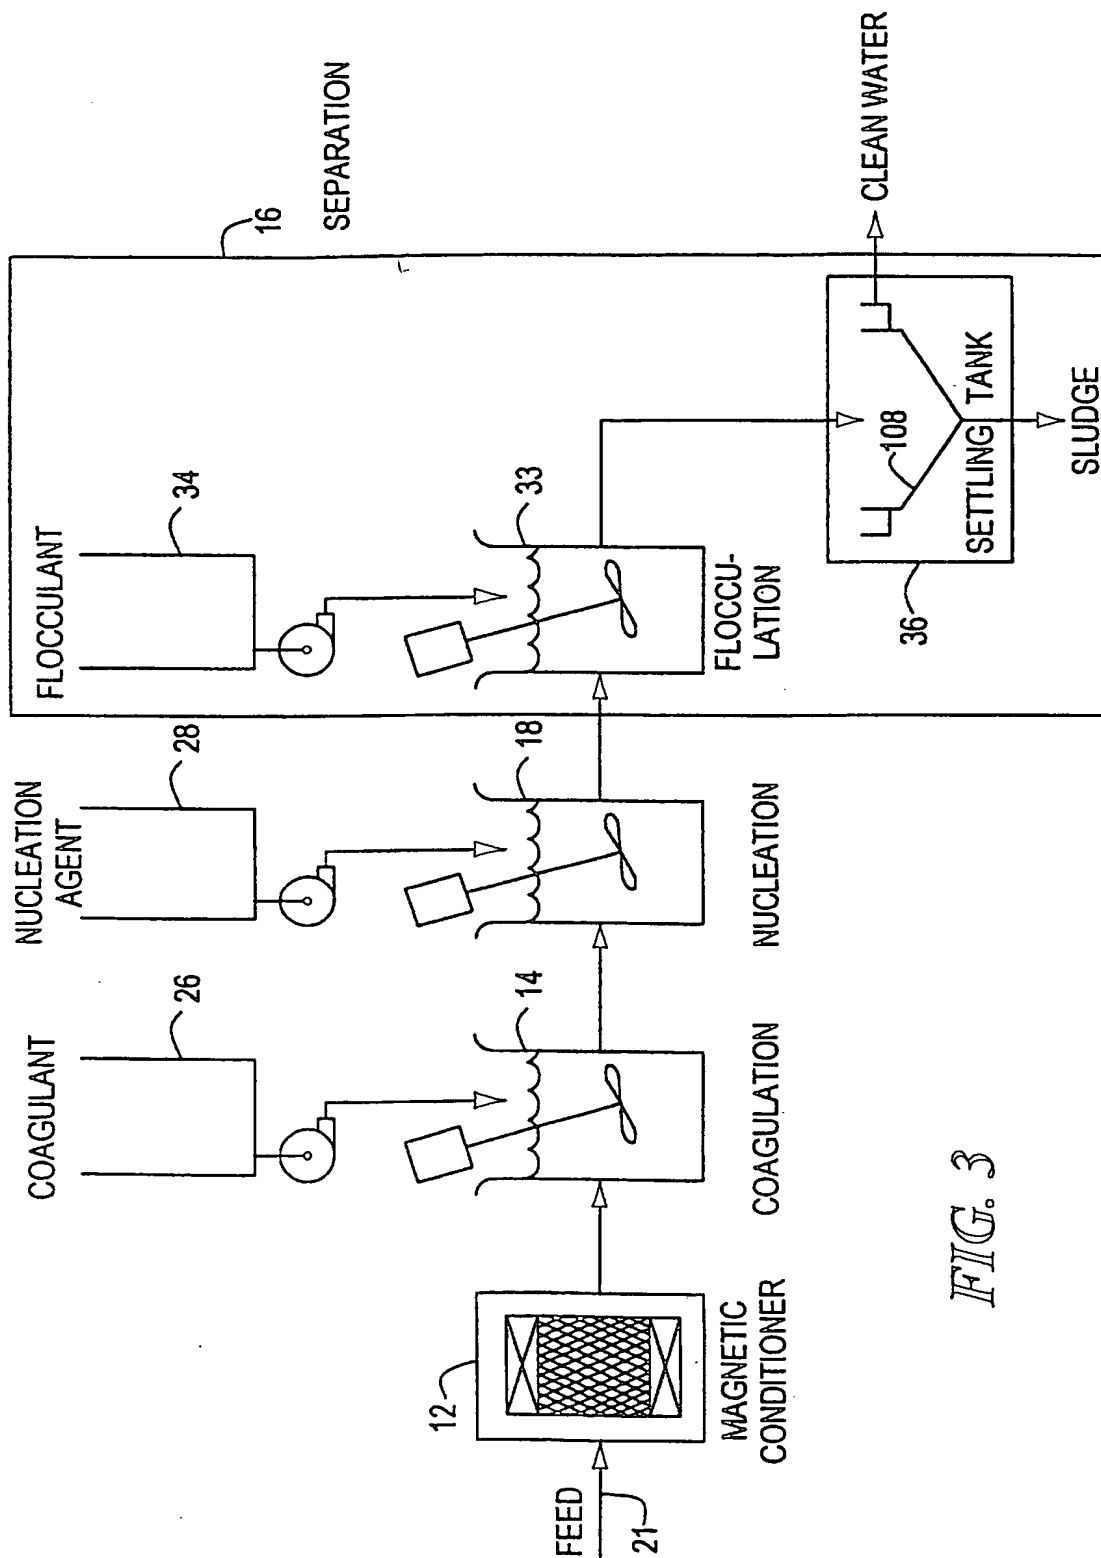 COAGULANT
26
NUCLEATION
AGENT
28
FLOCCULANT
34
16
SEPARATION
14
18
33
12
FEED
21
MAGNETIC
CONDITIONER
COAGULATION
NUCLEATION
FLOCCU-
LATION
36
108
SETTLING TANK
CLEAN WATER
SLUDGE
FIG. 3